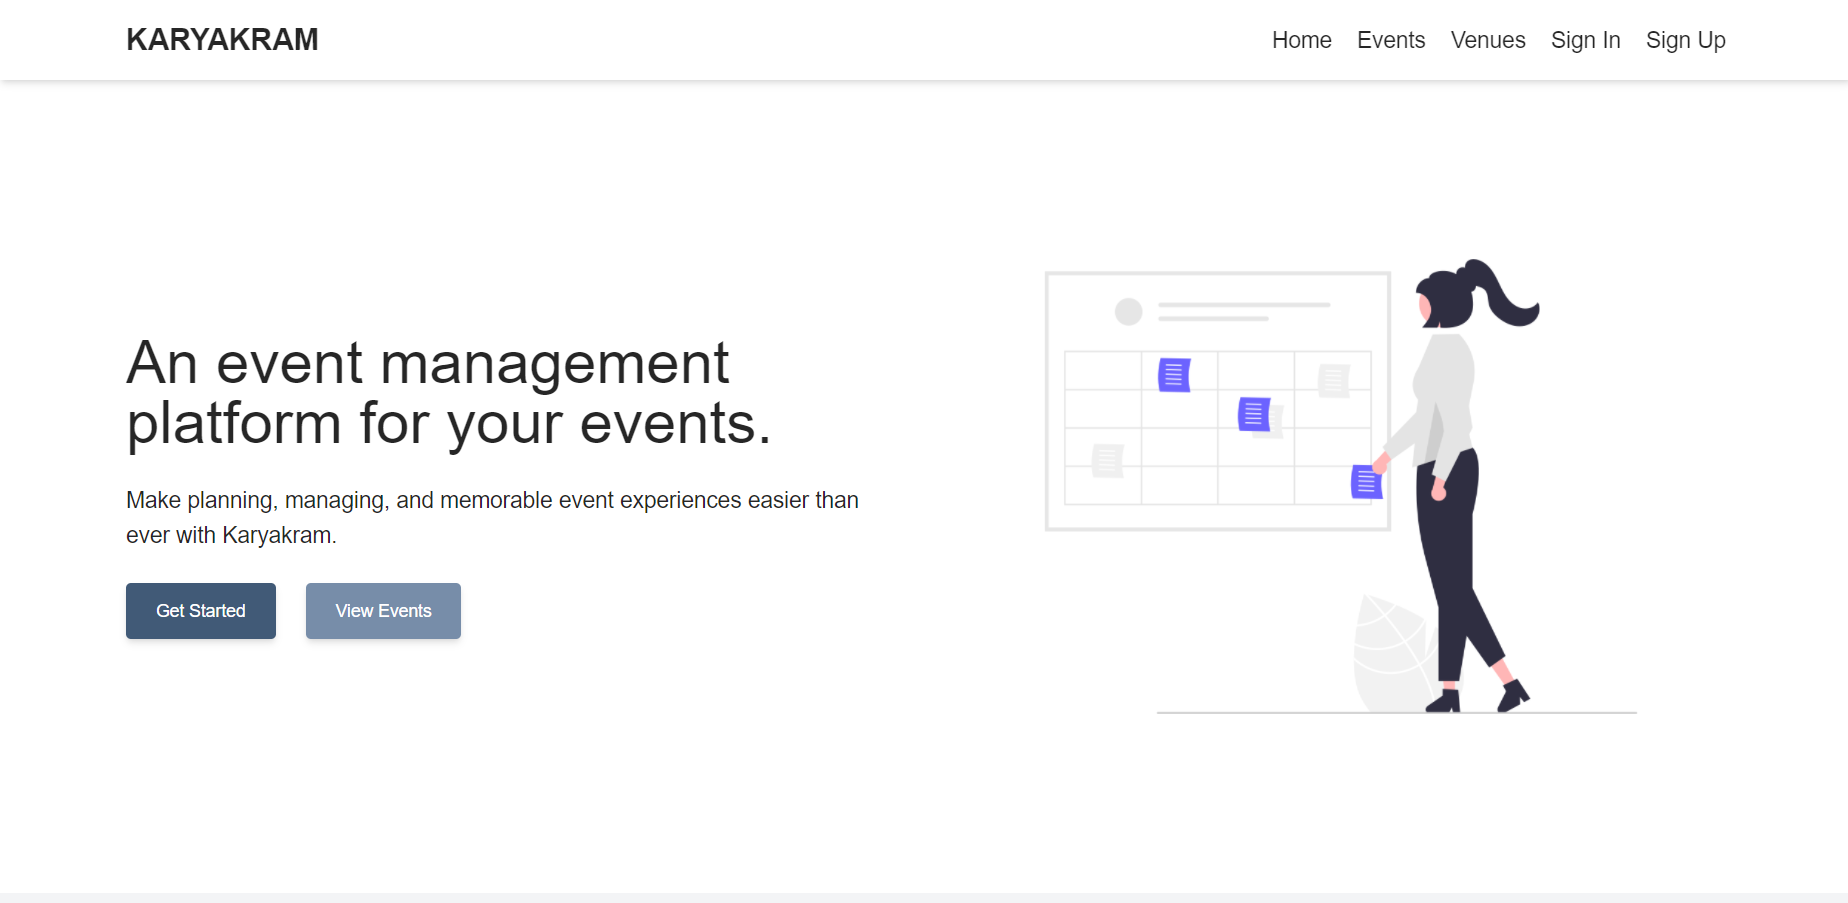 KARYAKRAM
Home Events Venues Sign In Sign Up
An event management
platform for your events.
Make planning, managing, and memorable event experiences easier than
ever with Karyakram.
Get Started View Events